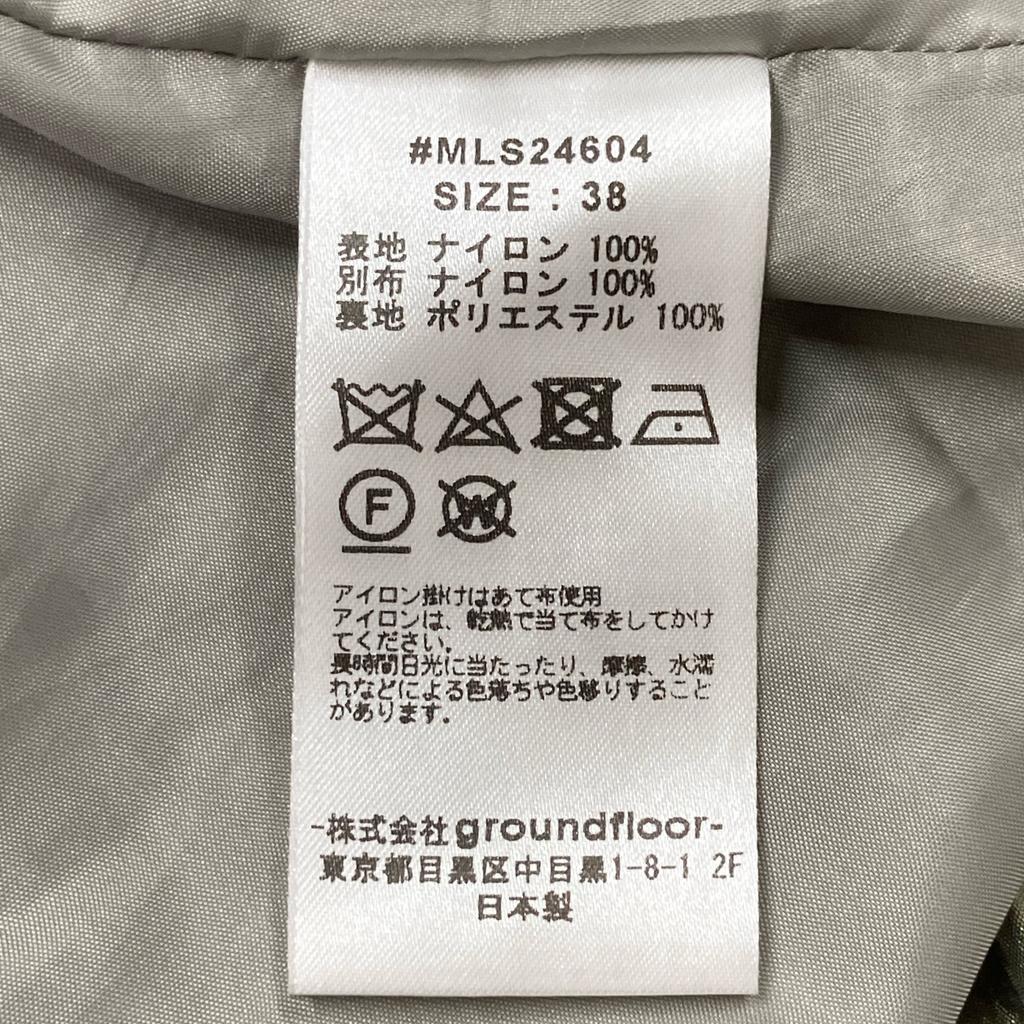 #MLS24604
SIZE : 38
表地 ナイロン 100%
別布 ナイロン 100%
裏地 ポリエステル 100%
F
W
アイロン掛けはあて布使用
アイロンは、乾熱で当て布をしてかけ
てください。
長時間日光に当たったり、摩擦、水濡
れなどによる色落ちや色移りすること
があります。
-株式会社groundfloor-
東京都目黒区中目黒1-8-1 2F
日本製